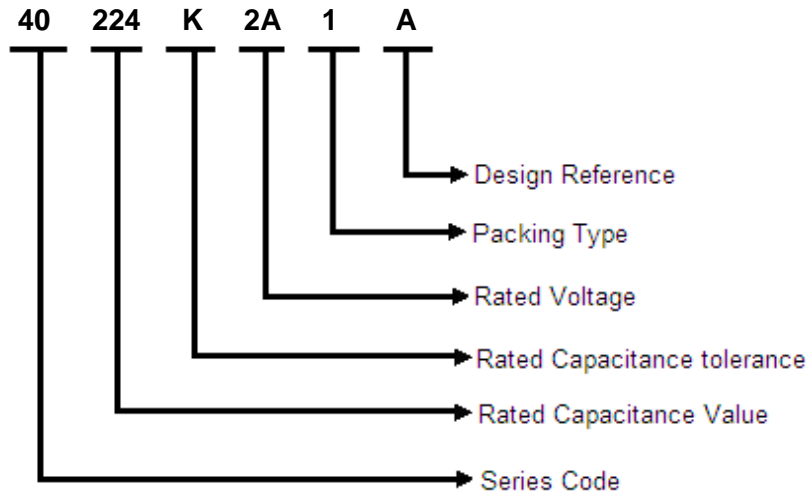 40 224 K 2A 1 A
Design Reference
Packing Type
Rated Voltage
Rated Capacitance tolerance
Rated Capacitance Value
Series Code